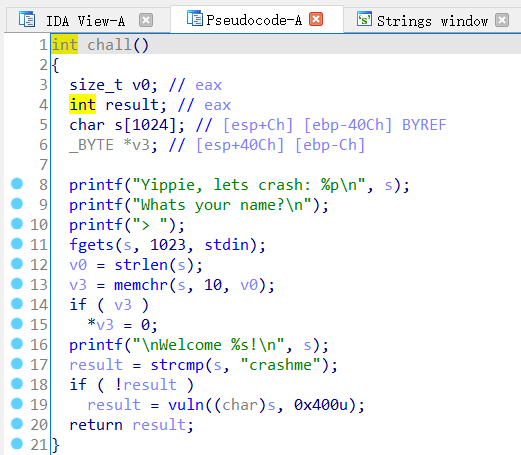 IDA View-A Pseudocode-A Strings window
1 int chall()
2 {
3 size_t v0; // eax
4 int result; // eax
5 char s[1024]; // [esp+Ch] [ebp-40Ch] BYREF
6 _BYTE *v3; // [esp+40Ch] [ebp-Ch]
7
8 printf("Yippie, lets crash: %p\n", s);
9 printf("Whats your name?\n");
10 printf("> ");
11 fgets(s, 1023, stdin);
12 v0 = strlen(s);
13 v3 = memchr(s, 10, v0);
14 if ( v3 )
15 *v3 = 0;
16 printf("\nWelcome %s!\n", s);
17 result = strcmp(s, "crashme");
18 if ( !result )
19 result = vuln((char)s, 0x400u);
20 return result;
21 }